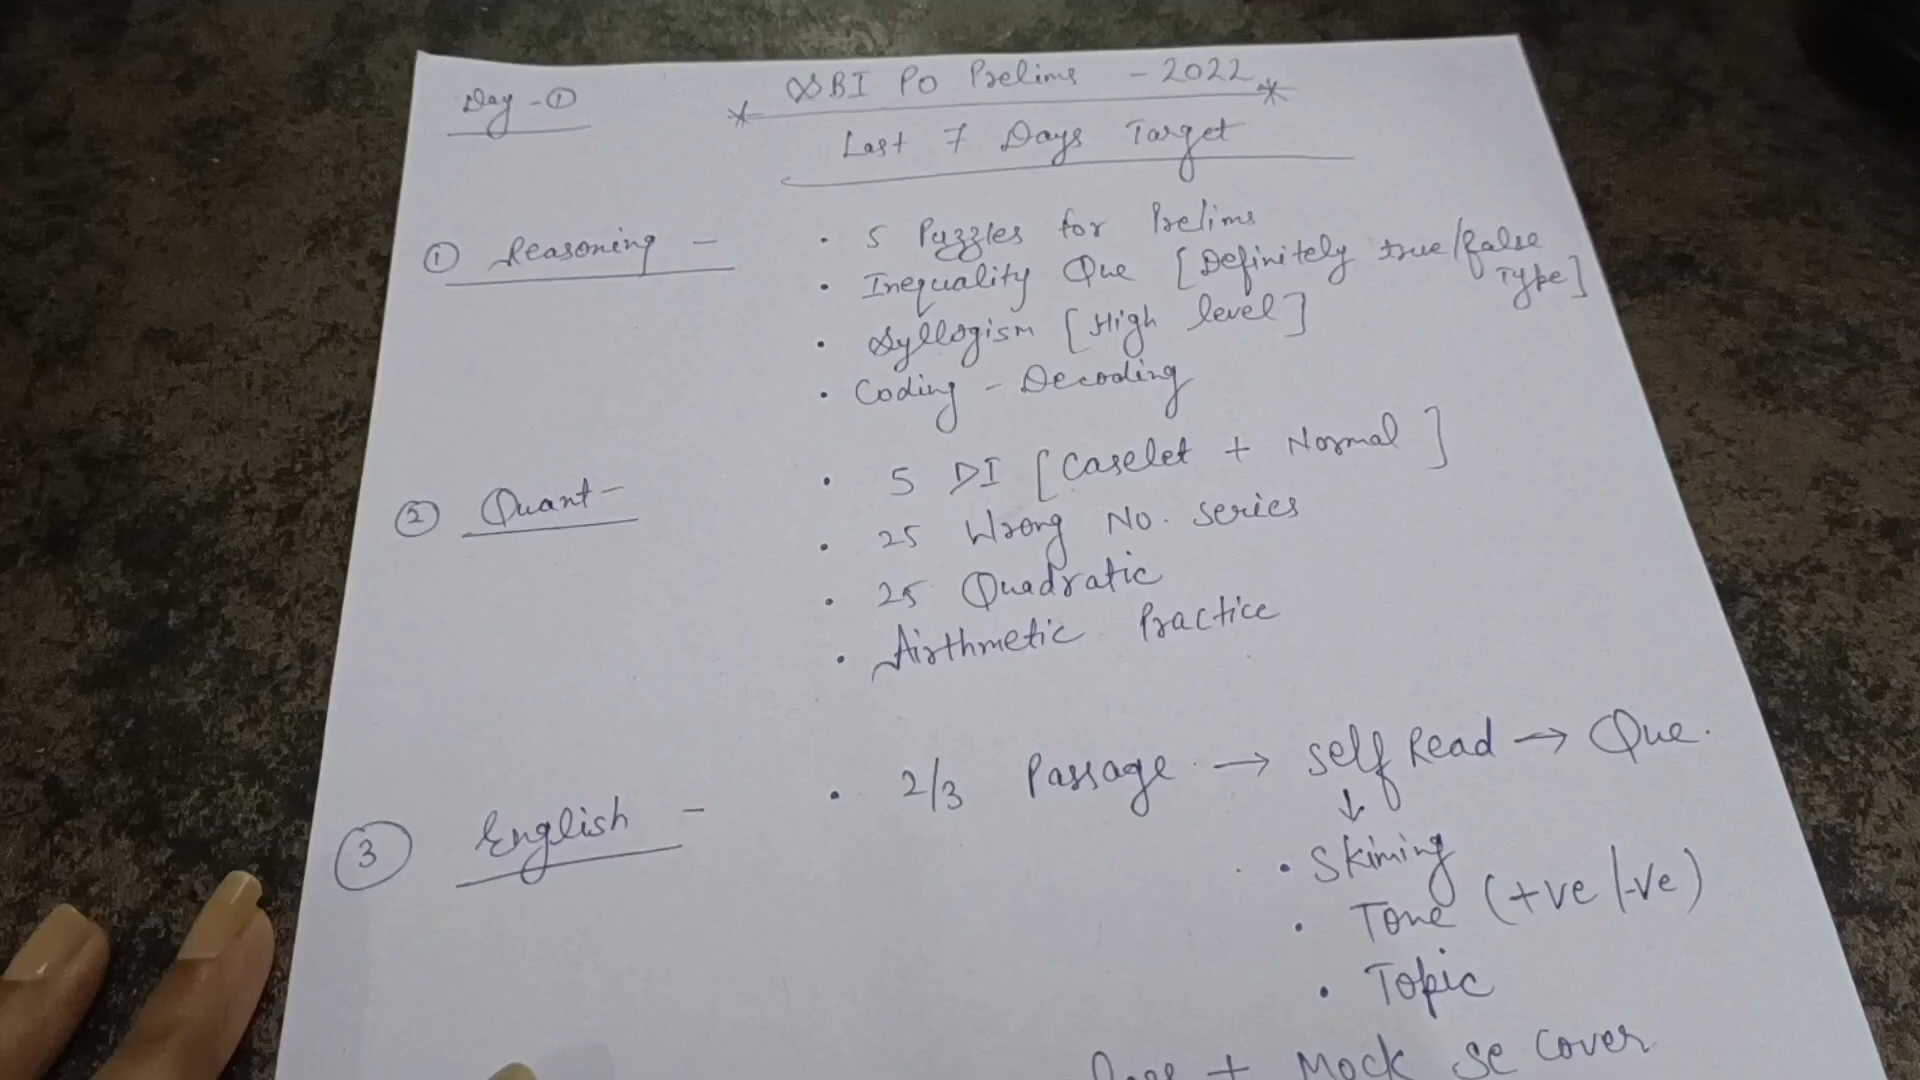 Day - ①
SBI PO Prelims - 2022
Last 7 Days Target
① Reasoning -
• 5 Puzzles for Prelims
• Inequality Que [Definitely true/false Type]
• Syllogism [High level]
• Coding - Decoding
② Quant -
• 5 DI [Caselet + Normal]
• 25 Wrong No. series
• 25 Quadratic
• Airthmetic Practice
③ English -
• 2/3 Passage → self Read → Que.
↓
• Skiming
• Tone (+ve/-ve)
• Topic
+ Mock se cover